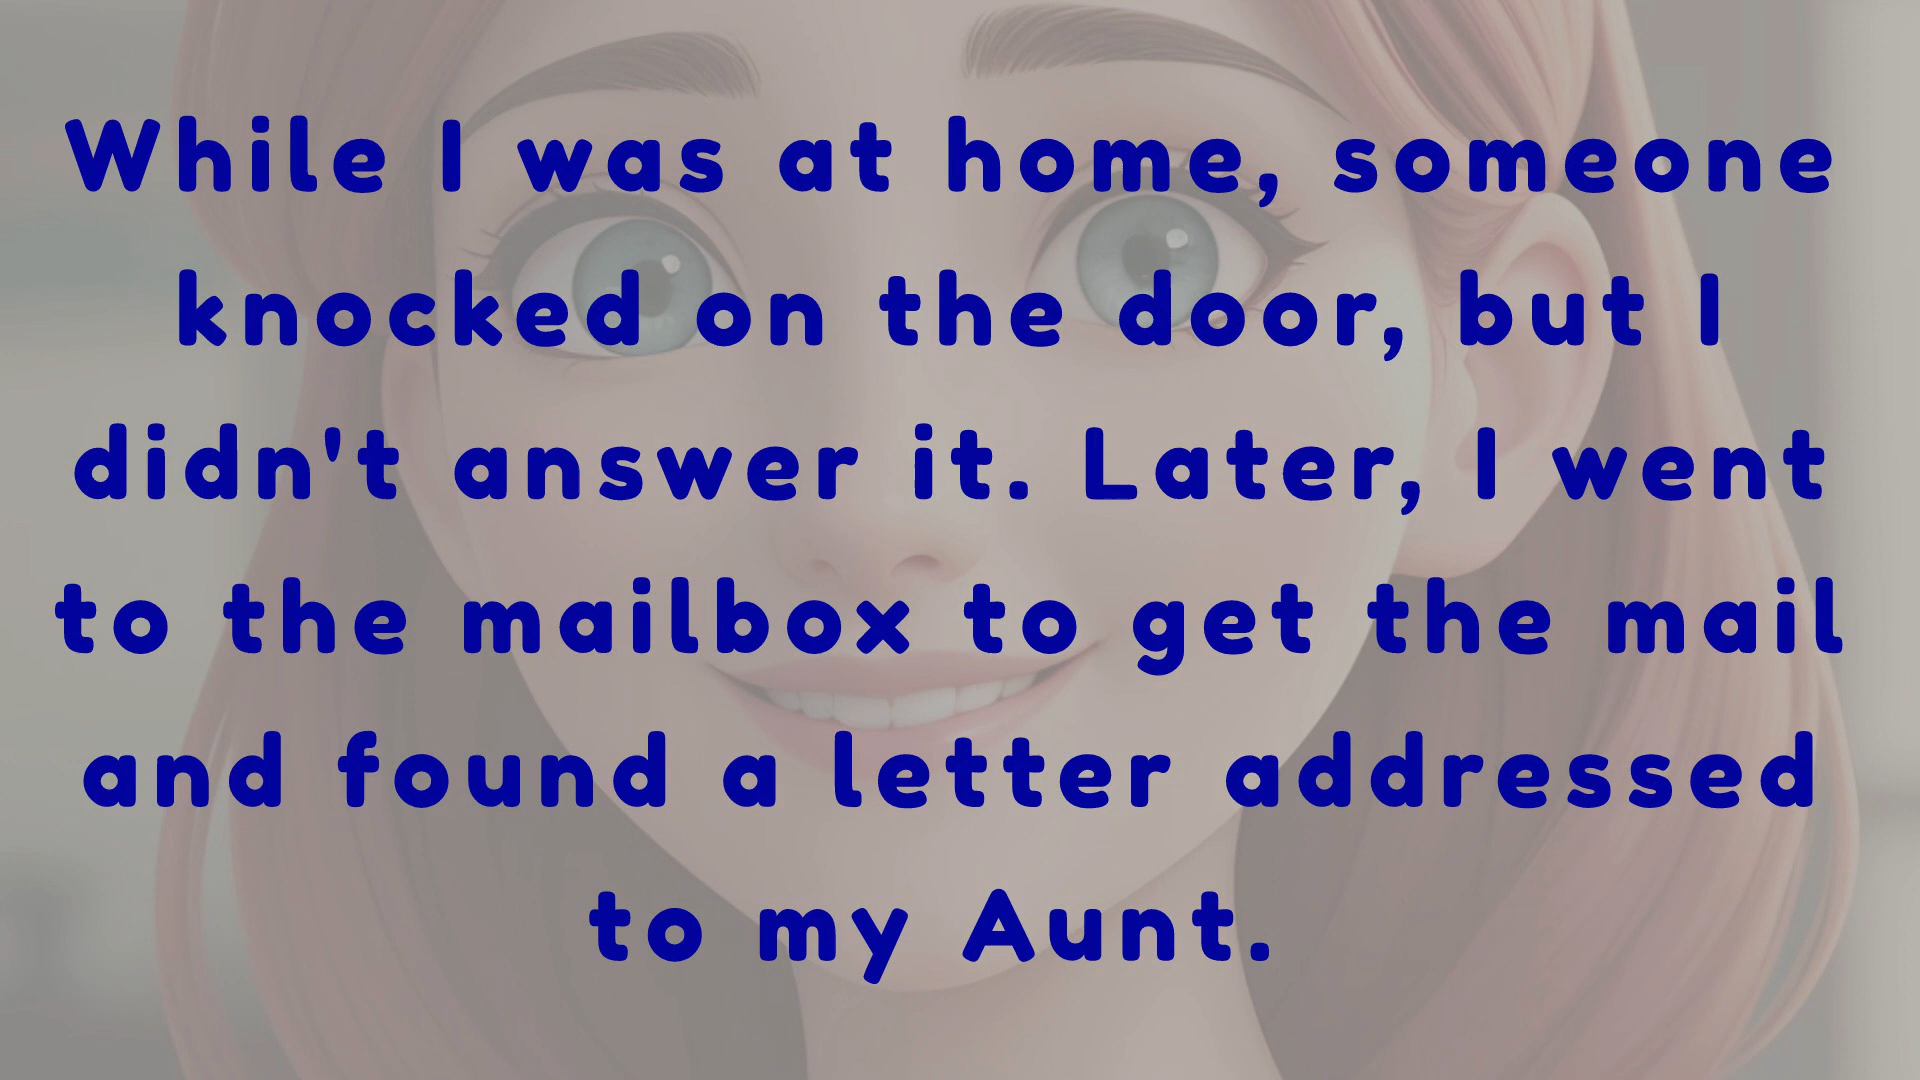 While I was at home, someone
knocked on the door, but I
didn't answer it. Later, I went
to the mailbox to get the mail
and found a letter addressed
to my Aunt.